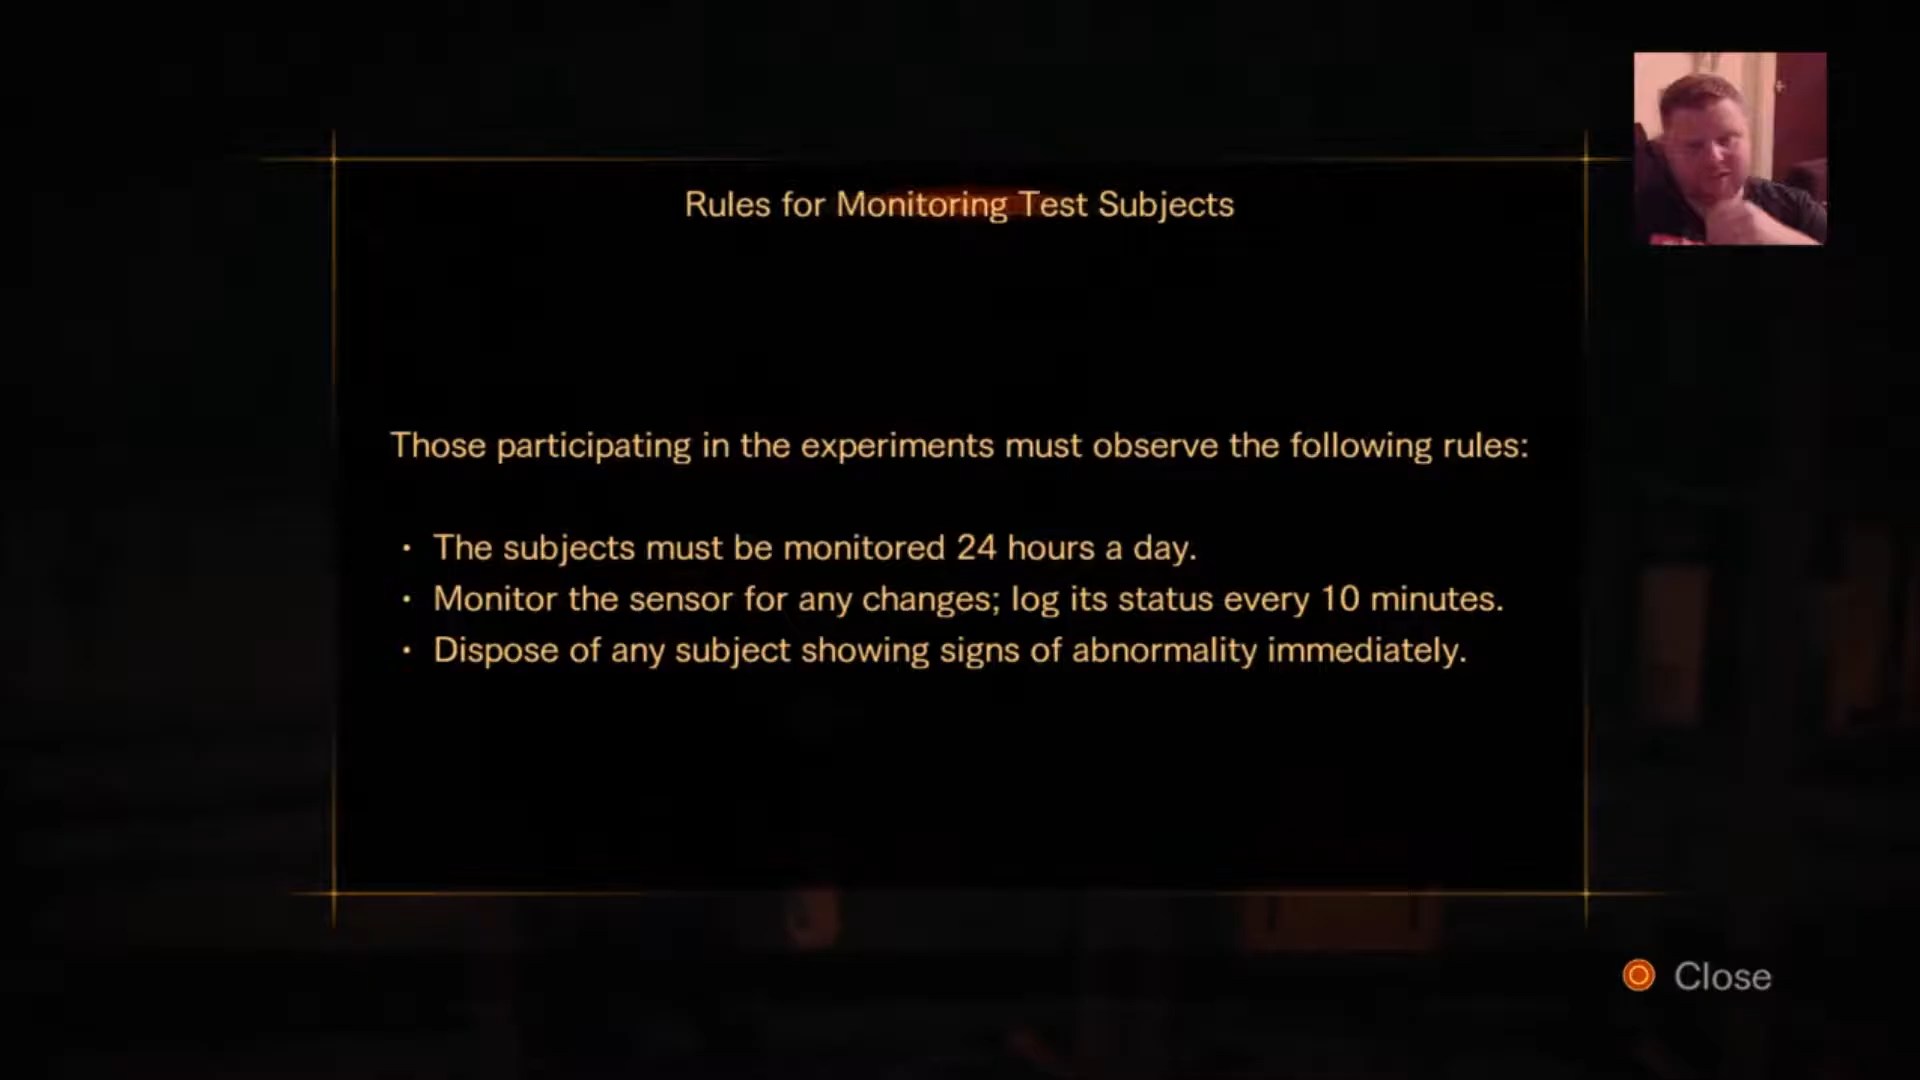 Rules for Monitoring Test Subjects
Those participating in the experiments must observe the following rules:
・ The subjects must be monitored 24 hours a day.
・ Monitor the sensor for any changes; log its status every 10 minutes.
・ Dispose of any subject showing signs of abnormality immediately.
Close